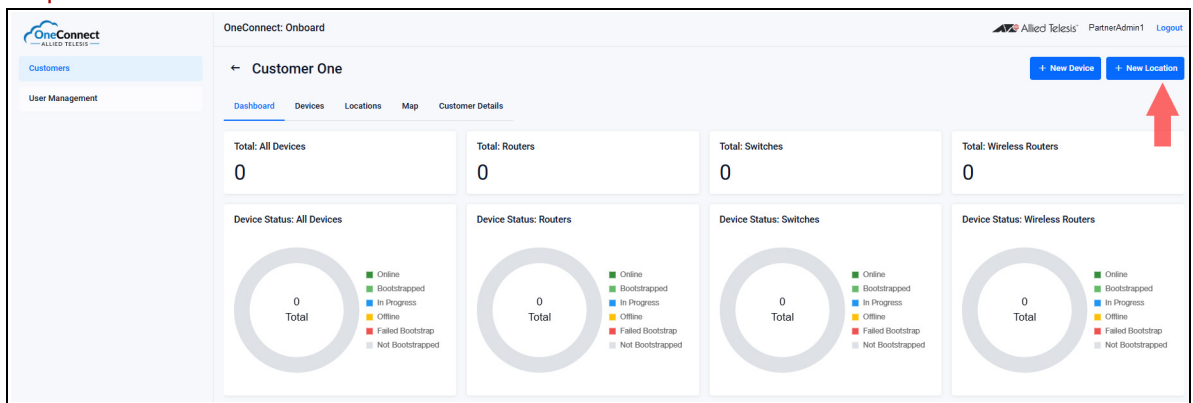 OneConnect
ALLIED TELESIS
OneConnect: Onboard
Allied Telesis PartnerAdmin1 Logout
Customers
User Management
← Customer One
+ New Device + New Location
Dashboard Devices Locations Map Customer Details
Total: All Devices
0
Total: Routers
0
Total: Switches
0
Total: Wireless Routers
0
Device Status: All Devices
0
Total
Online
Bootstrapped
In Progress
Offline
Failed Bootstrap
Not Bootstrapped
Device Status: Routers
0
Total
Online
Bootstrapped
In Progress
Offline
Failed Bootstrap
Not Bootstrapped
Device Status: Switches
0
Total
Online
Bootstrapped
In Progress
Offline
Failed Bootstrap
Not Bootstrapped
Device Status: Wireless Routers
0
Total
Online
Bootstrapped
In Progress
Offline
Failed Bootstrap
Not Bootstrapped